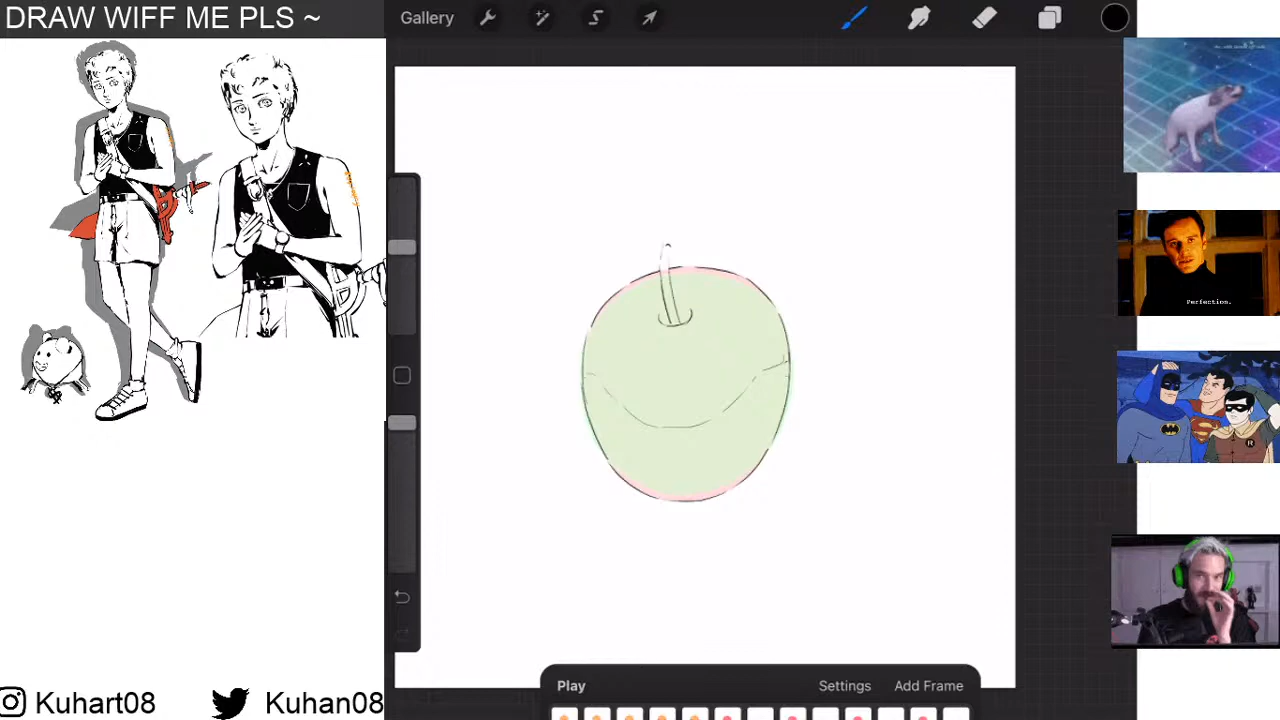 DRAW WIFF ME PLS ~
Gallery
Perfection.
R
Play
Settings
Add Frame
Kuhart08
Kuhan08